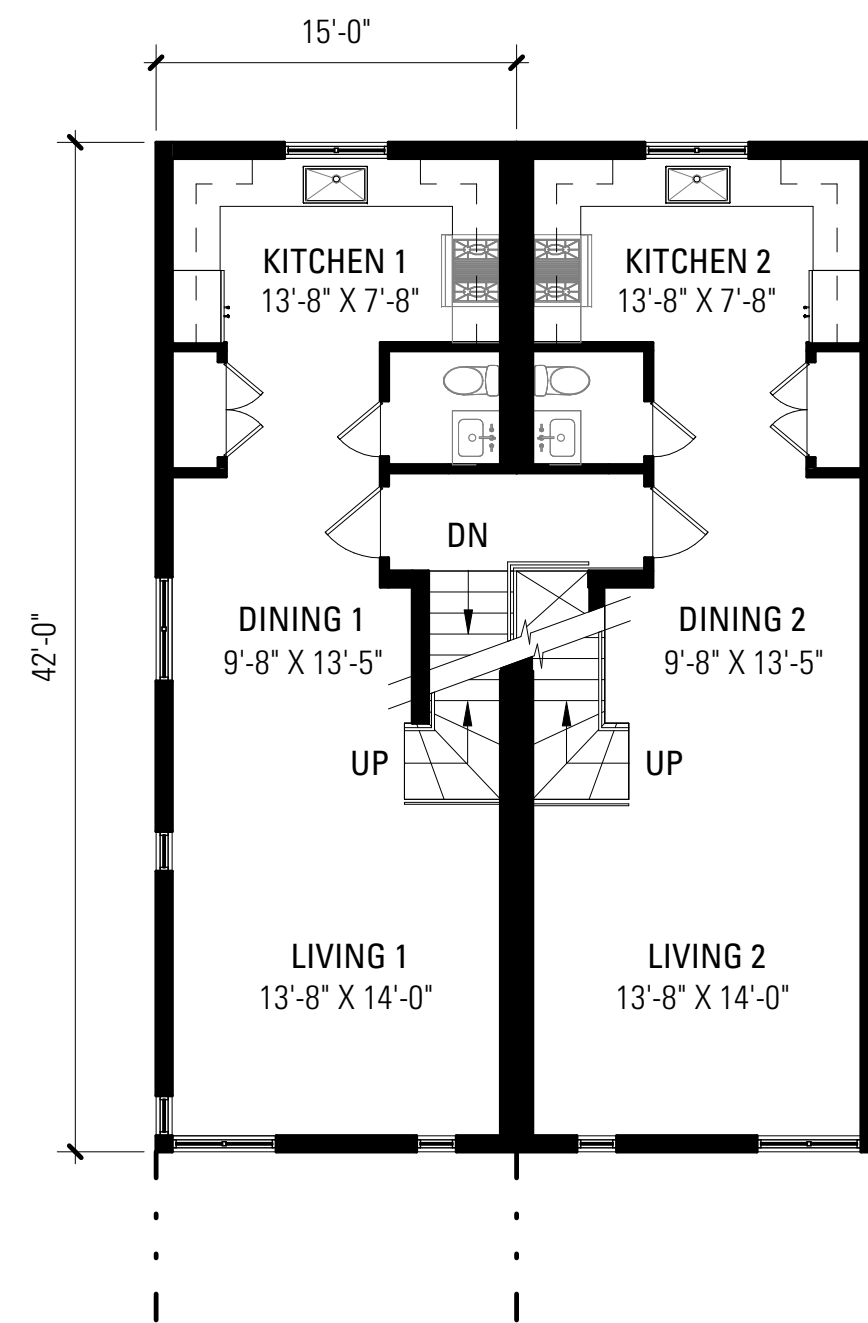 15'-0"
KITCHEN 1
13'-8" X 7'-8"
KITCHEN 2
13'-8" X 7'-8"
DN
42'-0"
DINING 1
9'-8" X 13'-5"
DINING 2
9'-8" X 13'-5"
UP
UP
LIVING 1
13'-8" X 14'-0"
LIVING 2
13'-8" X 14'-0"